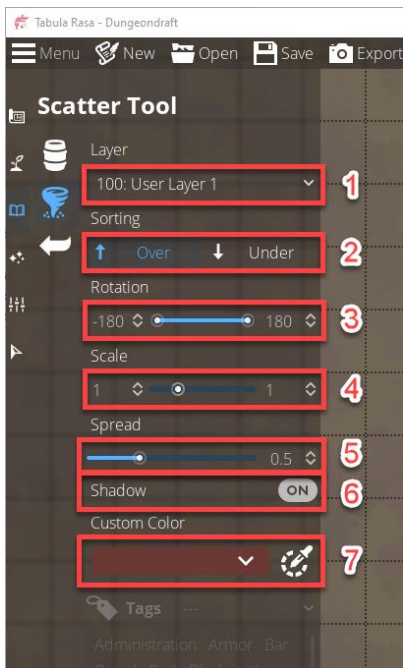 Tabula Rasa - Dungeondraft
Menu New Open Save Export
Scatter Tool
Layer
100: User Layer 1
1
Sorting
Over Under
2
Rotation
-180 180
3
Scale
1 1
4
Spread
0.5
5
Shadow ON
6
Custom Color
7
Tags ---
Administration Armor Bar